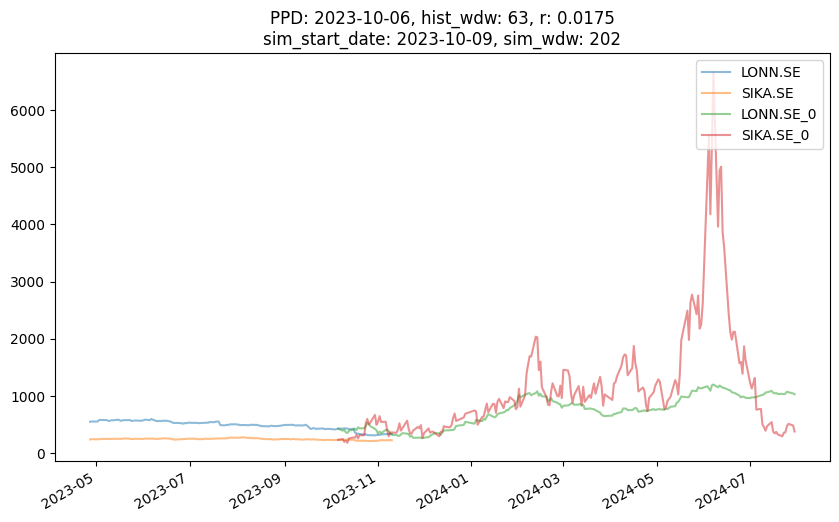 PPD: 2023-10-06, hist_wdw: 63, r: 0.0175
sim_start_date: 2023-10-09, sim_wdw: 202
LONN.SE
SIKA.SE
LONN.SE_0
SIKA.SE_0
6000
5000
4000
3000
2000
1000
0
2023-05
2023-07
2023-09
2023-11
2024-01
2024-03
2024-05
2024-07